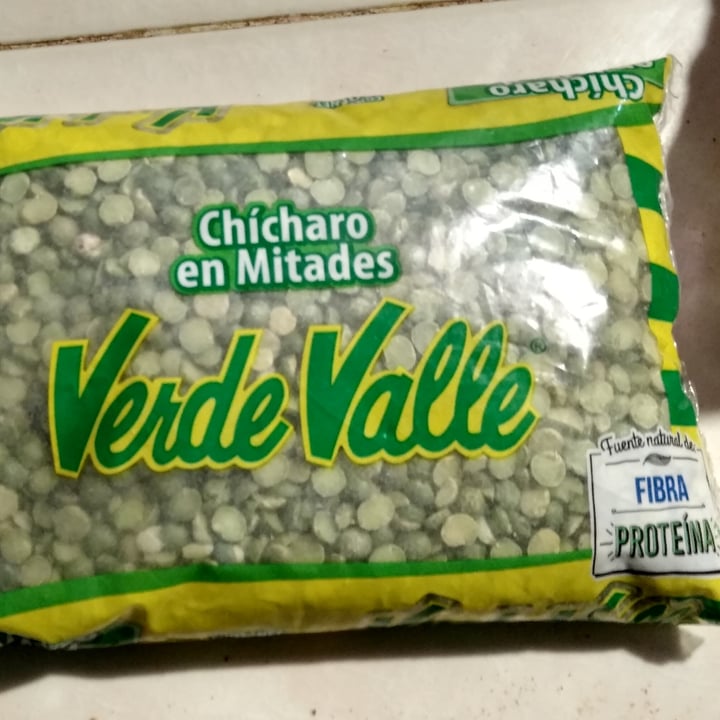 Chícharo
Chícharo
en Mitades
Verde Valle®
Fuente natural de:
FIBRA
PROTEÍNA